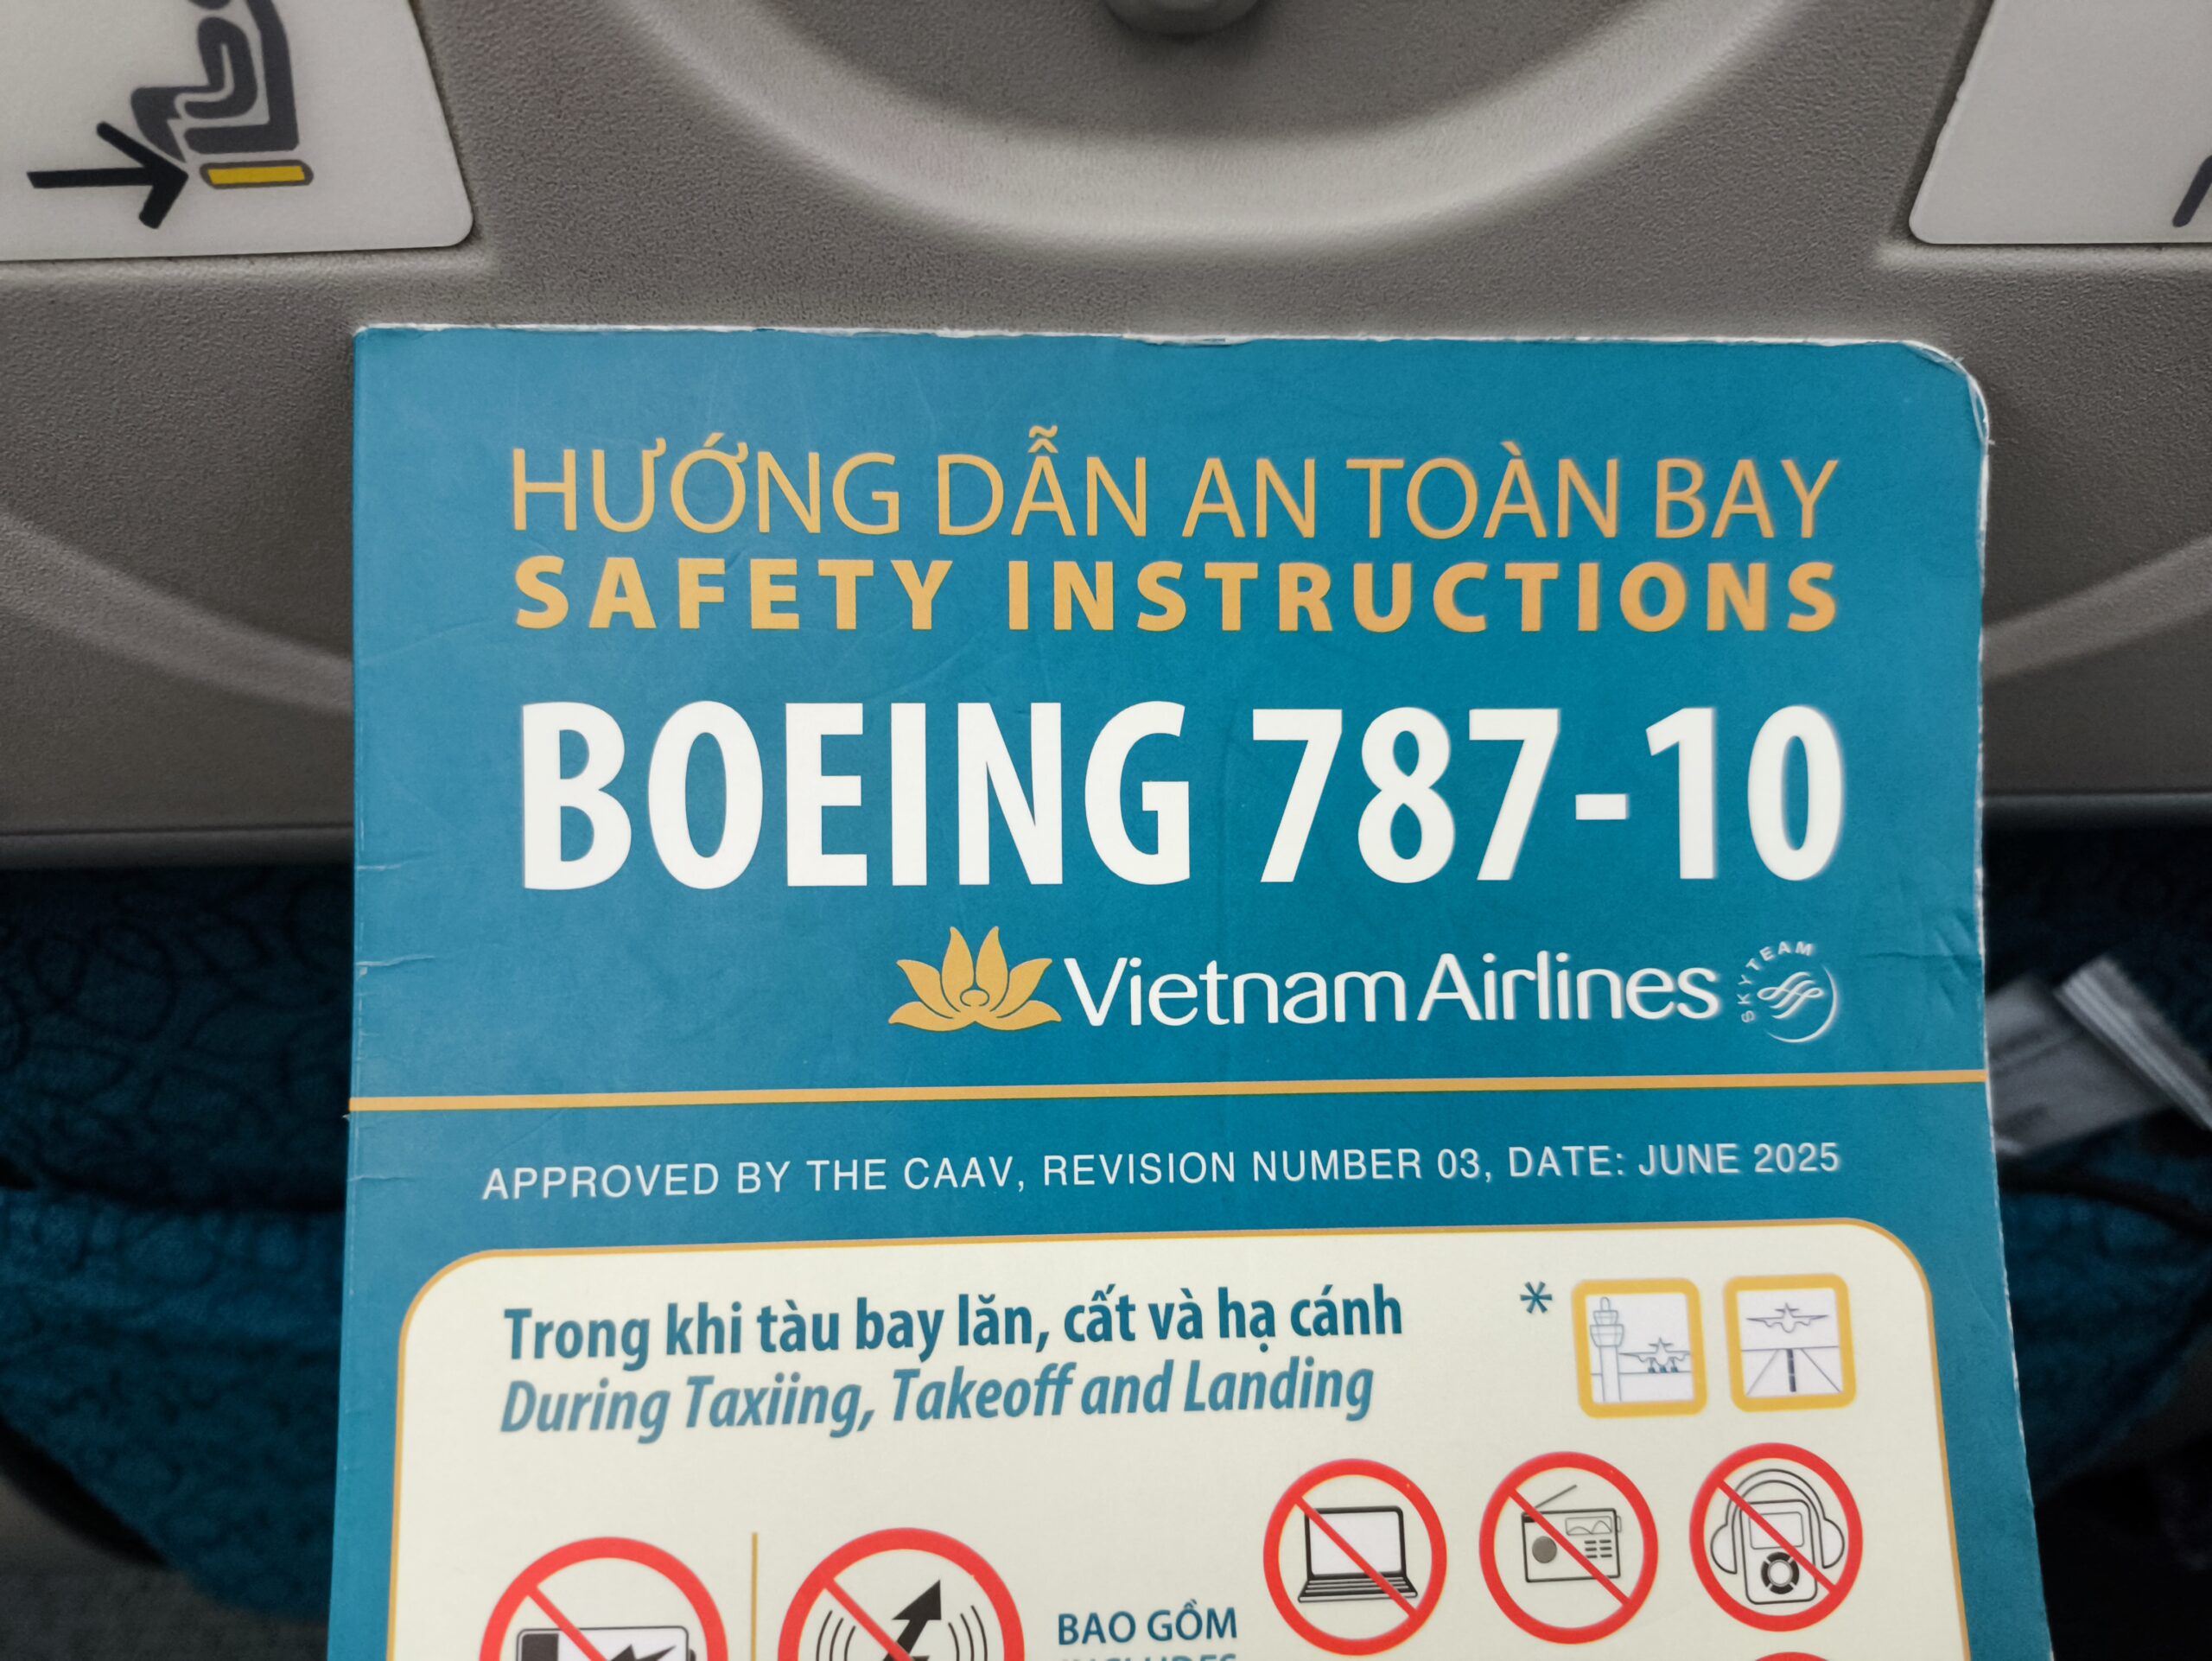 HƯỚNG DẪN AN TOÀN BAY
SAFETY INSTRUCTIONS
BOEING 787-10
Vietnam Airlines
SKYTEAM
APPROVED BY THE CAAV, REVISION NUMBER 03, DATE: JUNE 2025
Trong khi tàu bay lăn, cất và hạ cánh *
During Taxiing, Takeoff and Landing
BAO GỒM